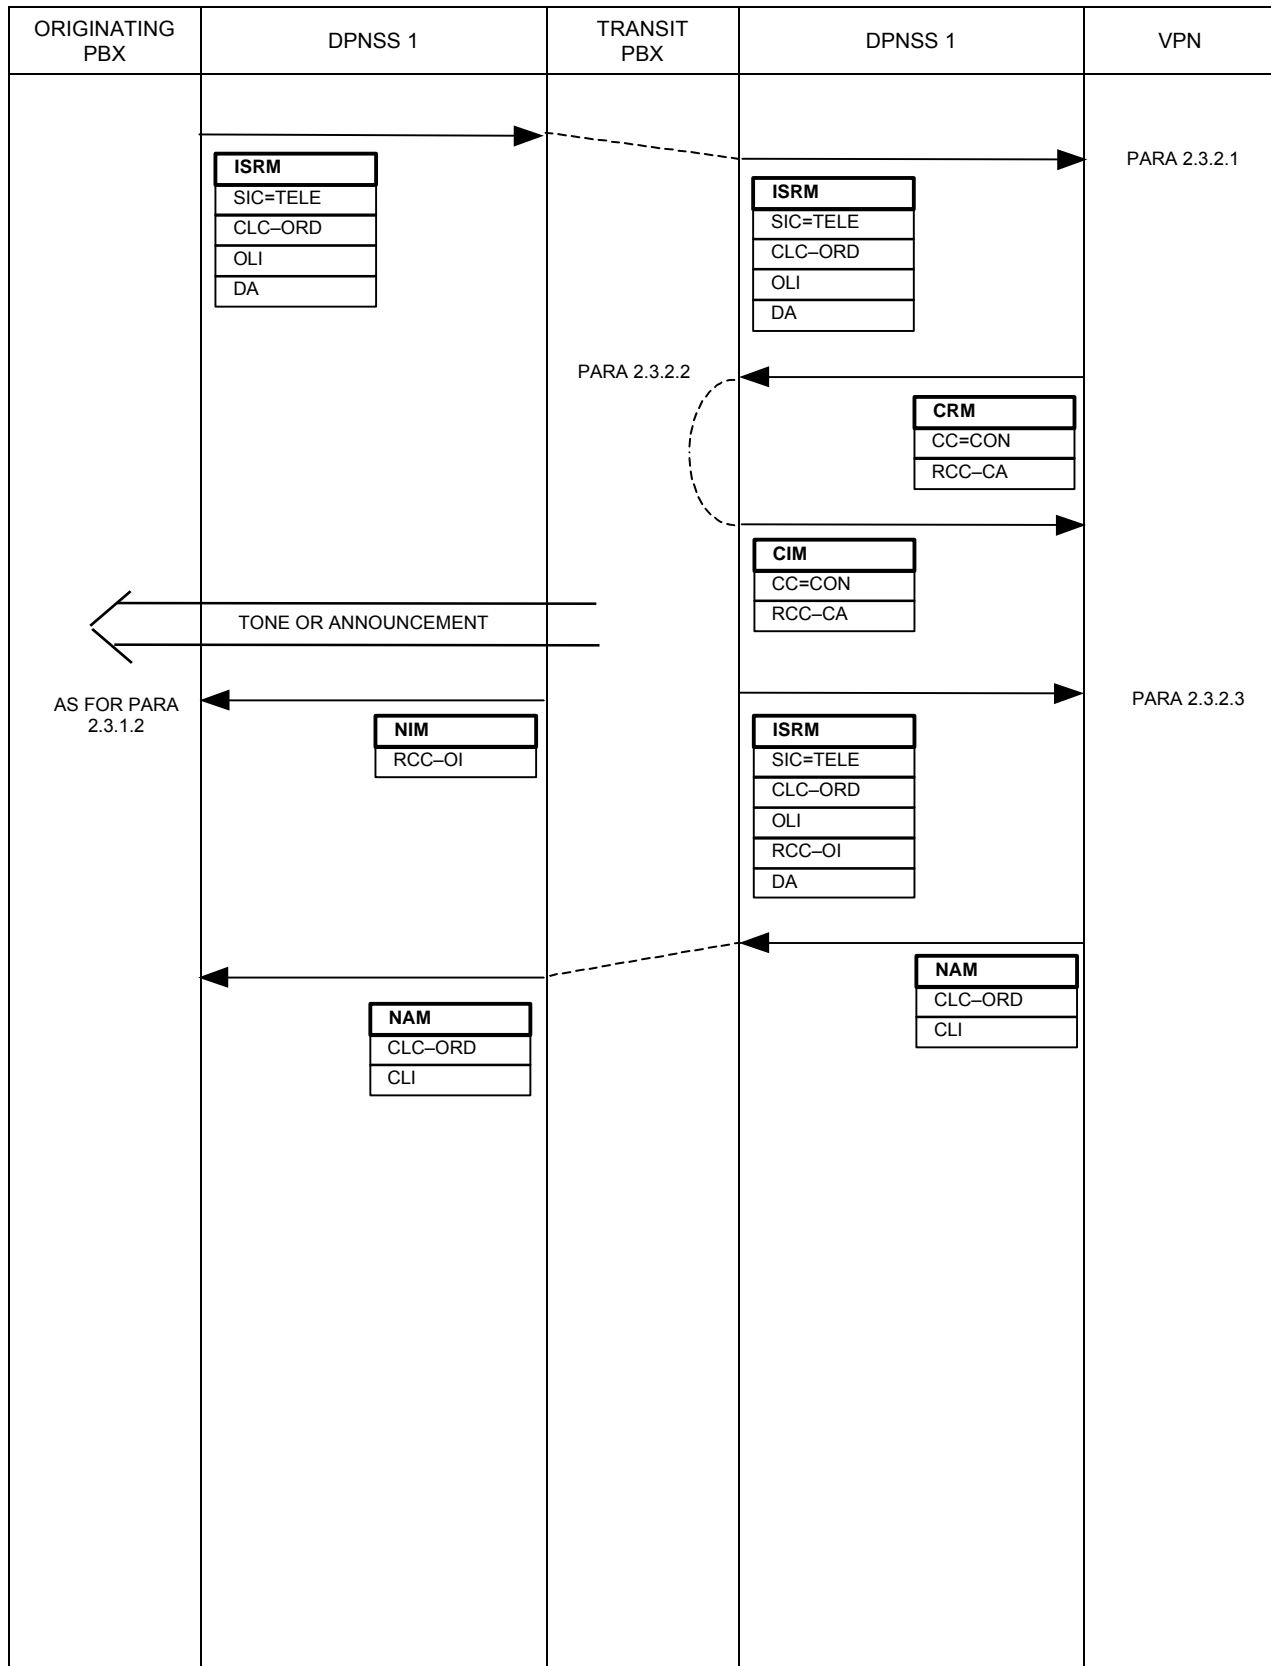 ORIGINATING
PBX
DPNSS 1
TRANSIT
PBX
DPNSS 1
VPN
PARA 2.3.2.1
ISRM
SIC=TELE
CLC–ORD
OLI
DA
ISRM
SIC=TELE
CLC–ORD
OLI
DA
PARA 2.3.2.2
CRM
CC=CON
RCC–CA
CIM
CC=CON
RCC–CA
TONE OR ANNOUNCEMENT
AS FOR PARA
2.3.1.2
NIM
RCC–OI
PARA 2.3.2.3
ISRM
SIC=TELE
CLC–ORD
OLI
RCC–OI
DA
NAM
CLC–ORD
CLI
NAM
CLC–ORD
CLI